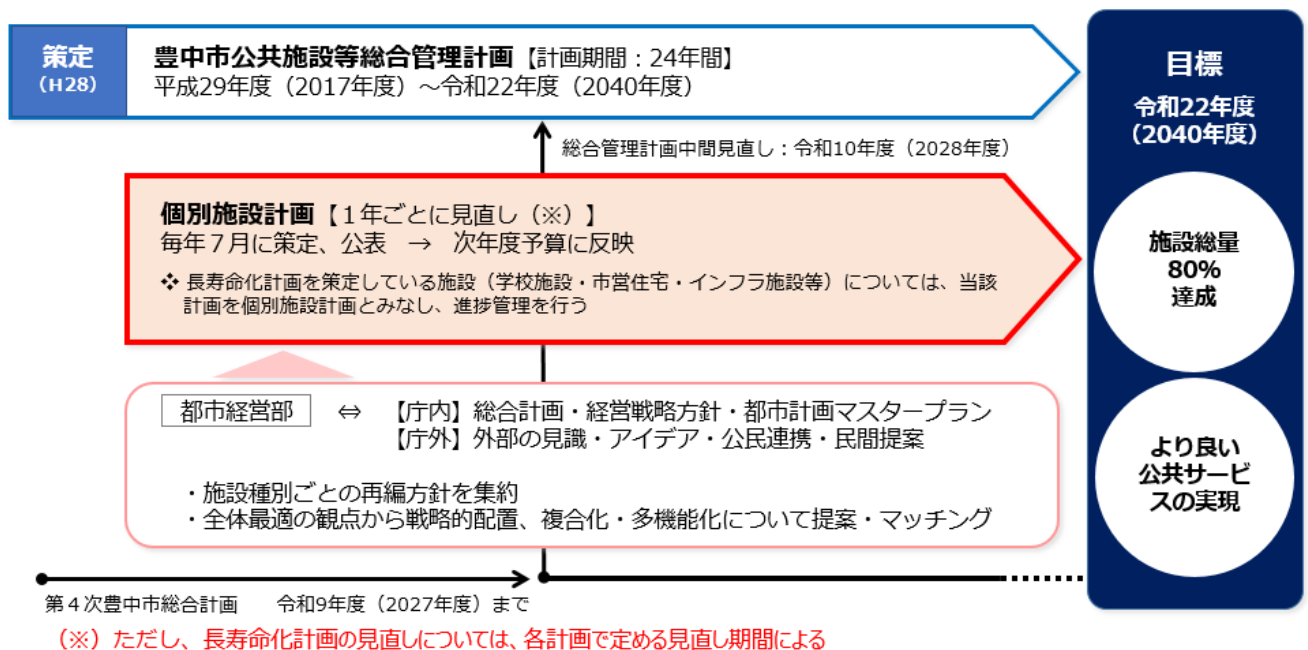 策定
（H28）
豊中市公共施設等総合管理計画【計画期間：24年間】
平成29年度（2017年度）～令和22年度（2040年度）
総合管理計画中間見直し：令和10年度（2028年度）
個別施設計画【１年ごとに見直し（※）】
毎年７月に策定、公表　→　次年度予算に反映
❖ 長寿命化計画を策定している施設（学校施設・市営住宅・インフラ施設等）については、当該
計画を個別施設計画とみなし、進捗管理を行う
都市経営部　⇔　【庁内】総合計画・経営戦略方針・都市計画マスタープラン
【庁外】外部の見識・アイデア・公民連携・民間提案
・施設種別ごとの再編方針を集約
・全体最適の観点から戦略的配置、複合化・多機能化について提案・マッチング
第４次豊中市総合計画　　令和9年度（2027年度）まで
（※）ただし、長寿命化計画の見直しについては、各計画で定める見直し期間による
目標
令和22年度
（2040年度）
施設総量
80%
達成
より良い
公共サービ
スの実現